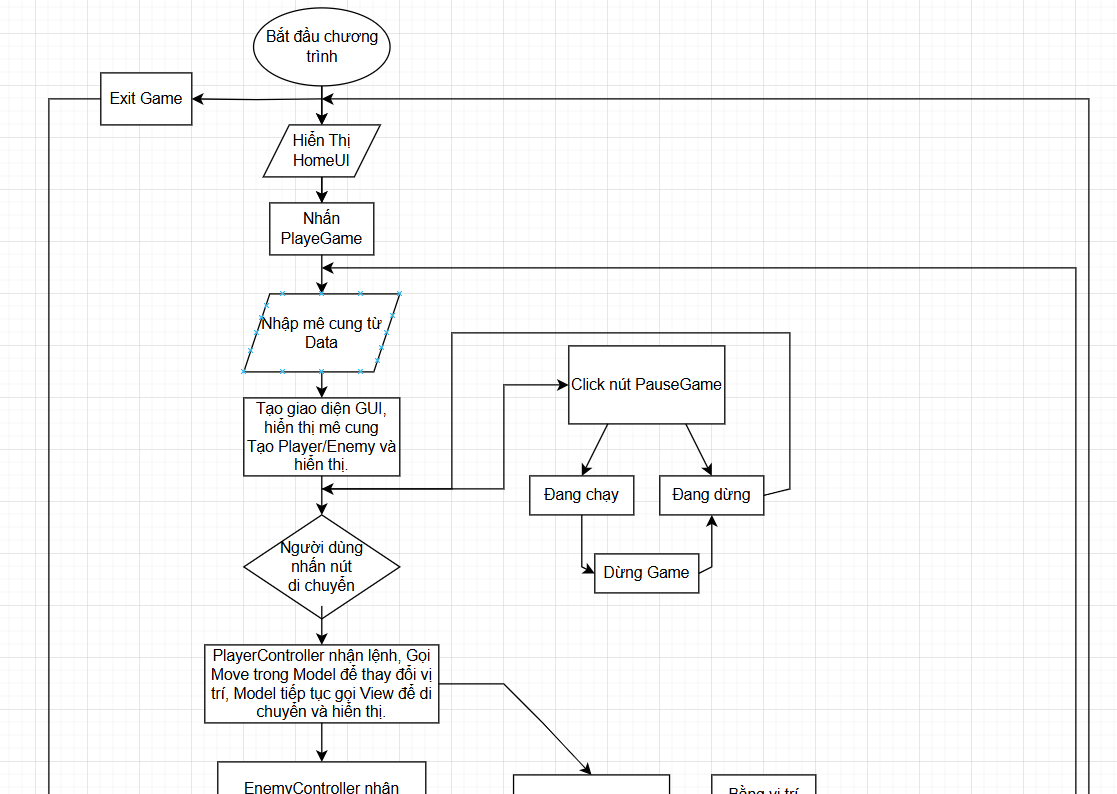 Bắt đầu chương
trình
Exit Game
Hiển Thị
HomeUI
Nhấn
PlayeGame
Nhập mê cung từ
Data
Click nút PauseGame
Tạo giao diện GUI,
hiển thị mê cung
Tạo Player/Enemy và
hiển thị.
Đang chạy
Đang dừng
Người dùng
nhấn nút
di chuyển
Dừng Game
PlayerController nhận lệnh, Gọi
Move trong Model để thay đổi vị
trí, Model tiếp tục gọi View để di
chuyển và hiển thị.
EnemyController nhận
Bằng vị trí